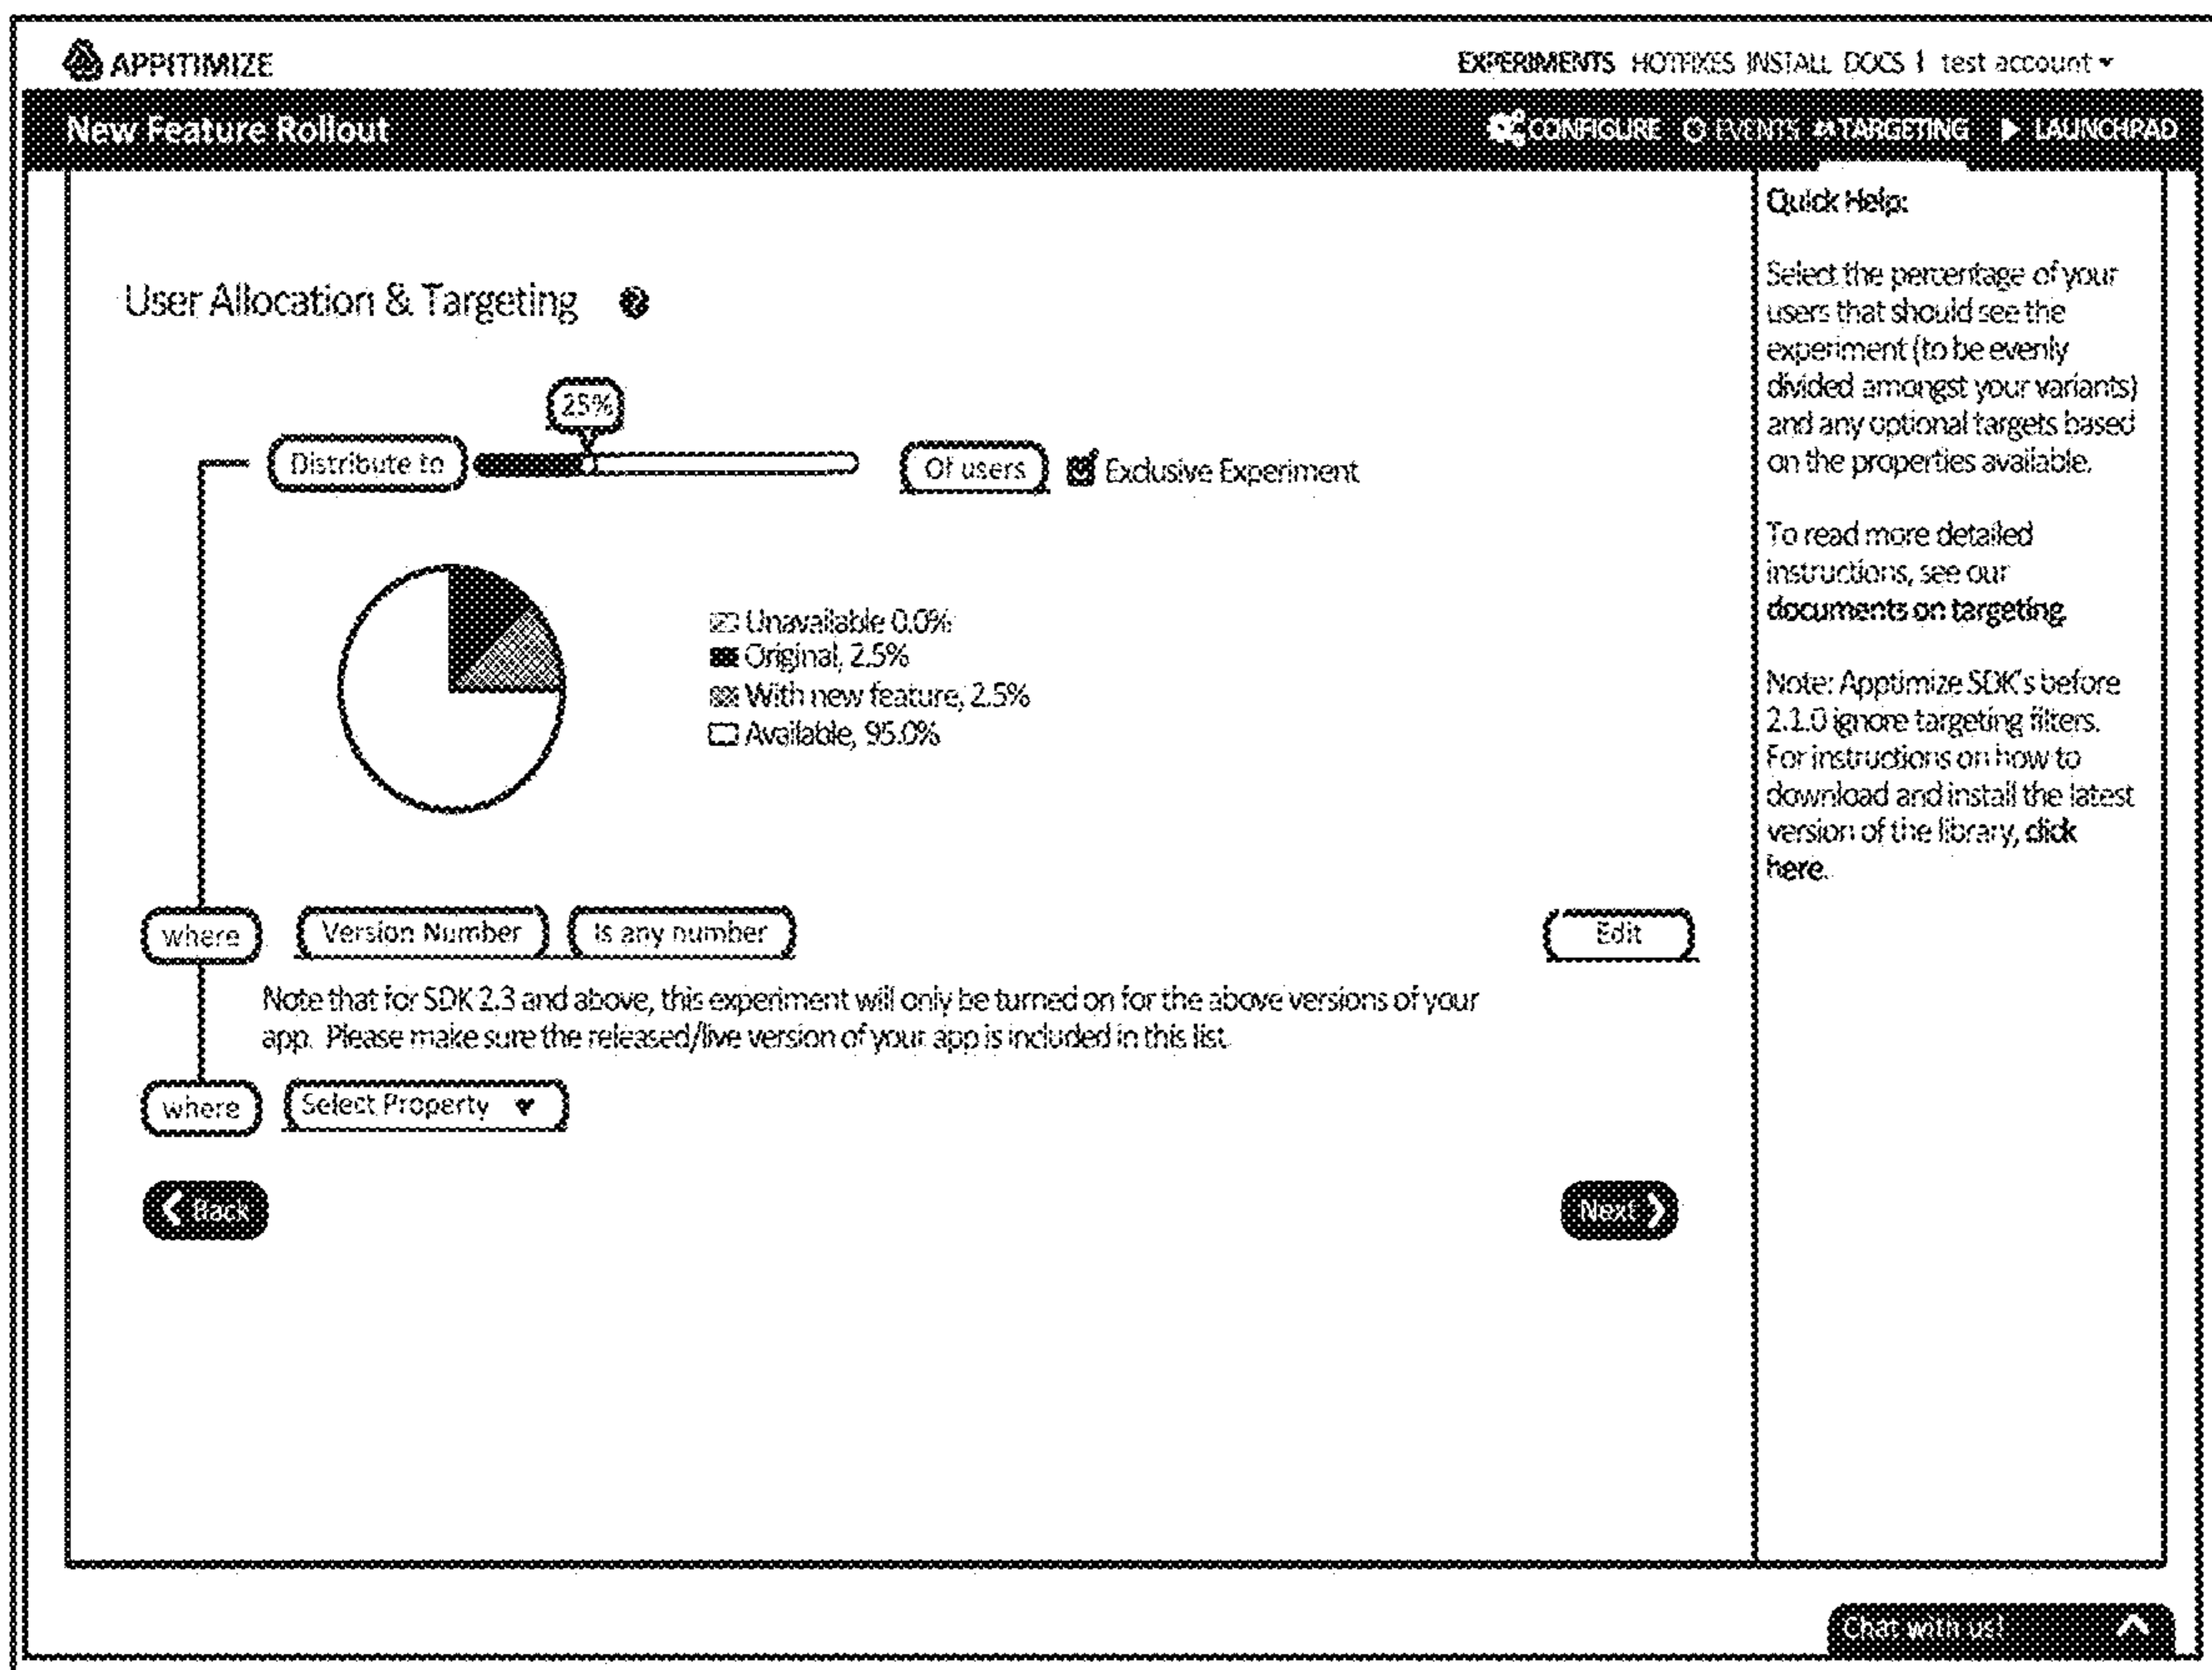 APPITIMIZE
EXPERIMENTS HOTFIXES INSTALL DOCS | test account
New Feature Rollout
CONFIGURE EVENTS TARGETING LAUNCHPAD
User Allocation & Targeting ?
25%
Distribute to
Of users
Exclusive Experiment
Unavailable 0.0%
Original, 2.5%
With new feature, 2.5%
Available, 95.0%
where
Version Number
Is any number
Edit
Note that for SDK 2.3 and above, this experiment will only be turned on for the above versions of your
app. Please make sure the released/live version of your app is included in this list.
where
Select Property
Back
Next
Quick Help:
Select the percentage of your
users that should see the
experiment (to be evenly
divided amongst your variants)
and any optional targets based
on the properties available.
To read more detailed
instructions, see our
documents on targeting.
Note: Apptimize SDK's before
2.1.0 ignore targeting filters.
For instructions on how to
download and install the latest
version of the library, click
here.
Chat with us!